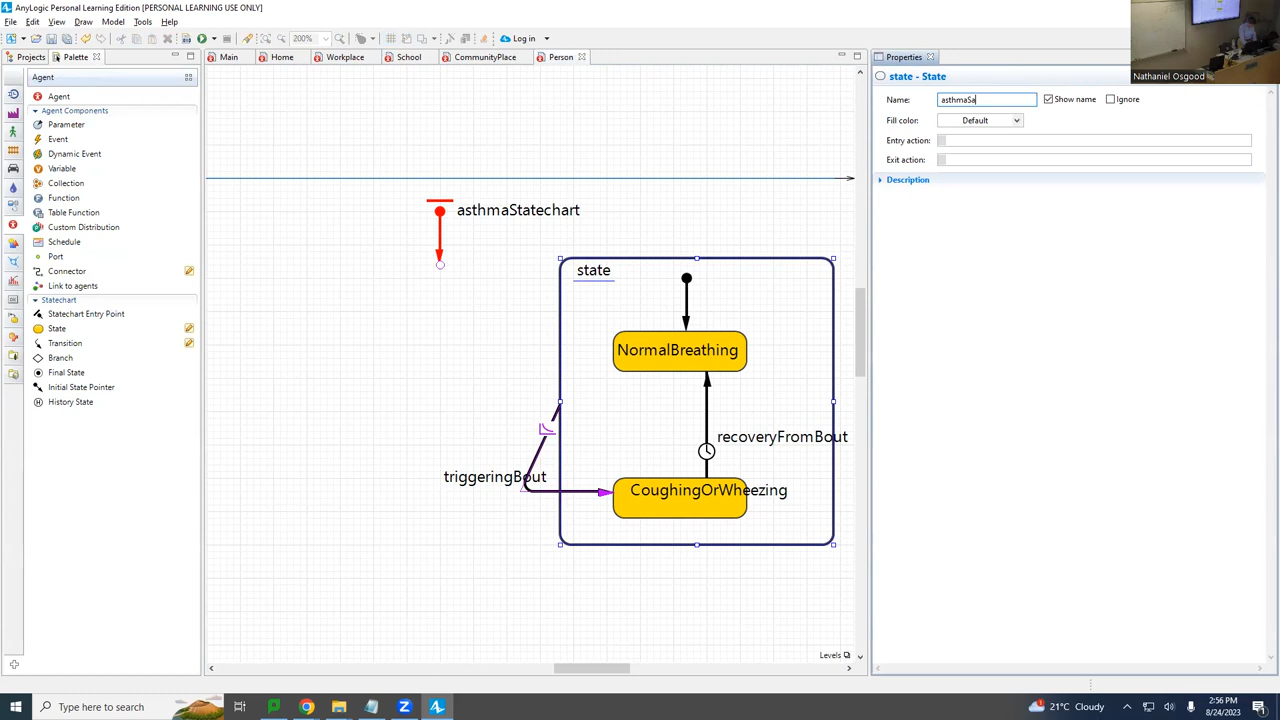 AnyLogic Personal Learning Edition [PERSONAL LEARNING USE ONLY]
File Edit View Draw Model Tools Help
200% Log in
Projects Palette Main Home Workplace School CommunityPlace Person Properties
Nathaniel Osgood
Agent
Agent
Agent Components
Parameter
Event
Dynamic Event
Variable
Collection
Function
Table Function
Custom Distribution
Schedule
Port
Connector
Link to agents
Statechart
Statechart Entry Point
State
Transition
Branch
Final State
Initial State Pointer
History State
asthmaStatechart
state
NormalBreathing
recoveryFromBout
triggeringBout
CoughingOrWheezing
Levels
state - State
Name: asthmaSa Show name Ignore
Fill color: Default
Entry action:
Exit action:
Description
Type here to search
21°C Cloudy
2:56 PM
8/24/2023
1